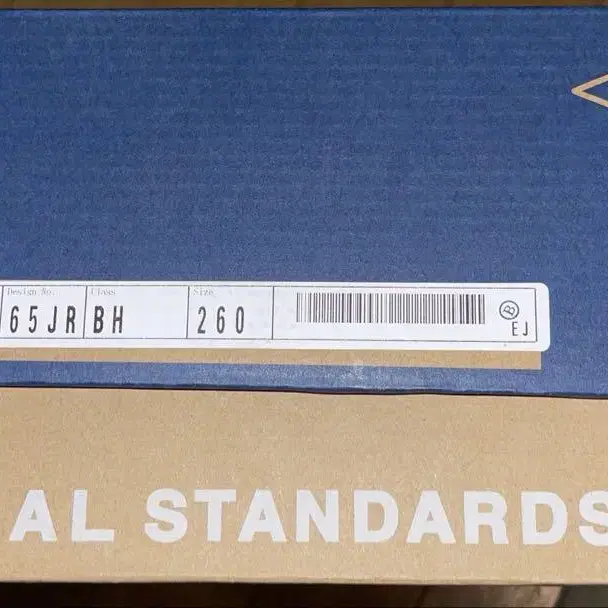 Design No. Class Size
65JR BH 260
EJ
AL STANDARDS